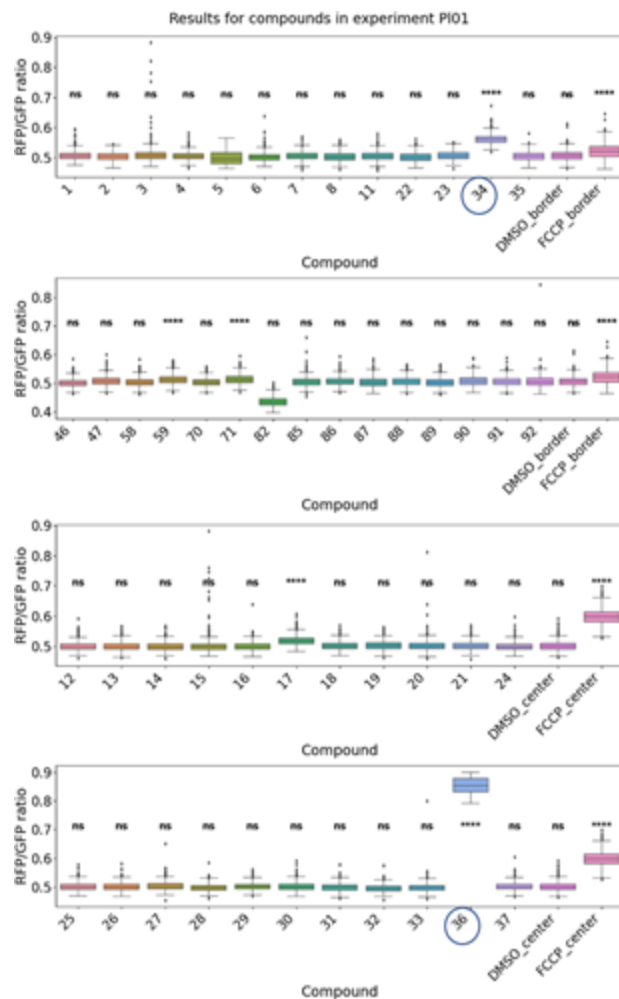 Results for compounds in experiment Pl01
RFP/GFP ratio
0.9
0.8
0.7
0.6
0.5
ns ns ns ns ns ns ns ns ns ns ns **** ns ns ****
1 2 3 4 5 6 7 8 11 22 23 34 35 DMSO_border FCCP_border
Compound
RFP/GFP ratio
0.8
0.7
0.6
0.5
0.4
ns ns ns **** ns **** ns ns ns ns ns ns ns ns ns ns ****
46 47 58 59 70 71 82 85 86 87 88 89 90 91 92 DMSO_border FCCP_border
Compound
RFP/GFP ratio
0.9
0.8
0.7
0.6
0.5
ns ns ns ns ns **** ns ns ns ns ns ns ns ****
12 13 14 15 16 17 18 19 20 21 24 DMSO_center FCCP_center
Compound
RFP/GFP ratio
0.9
0.8
0.7
0.6
0.5
ns ns ns ns ns ns ns ns ns **** ns ns ****
25 26 27 28 29 30 31 32 33 36 37 DMSO_center FCCP_center
Compound